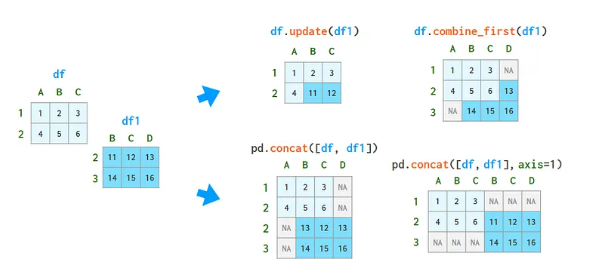 df
A B C
1 1 2 3
2 4 5 6
df1
B C D
2 11 12 13
3 14 15 16
df.update(df1)
A B C
1 1 2 3
2 4 11 12
df.combine_first(df1)
A B C D
1 1 2 3 NA
2 4 5 6 13
3 NA 14 15 16
pd.concat([df, df1])
A B C D
1 1 2 3 NA
2 4 5 6 NA
2 NA 13 12 13
3 NA 14 15 16
pd.concat([df, df1], axis=1)
A B C B C D
1 1 2 3 NA NA NA
2 4 5 6 11 12 13
3 NA NA NA 14 15 16